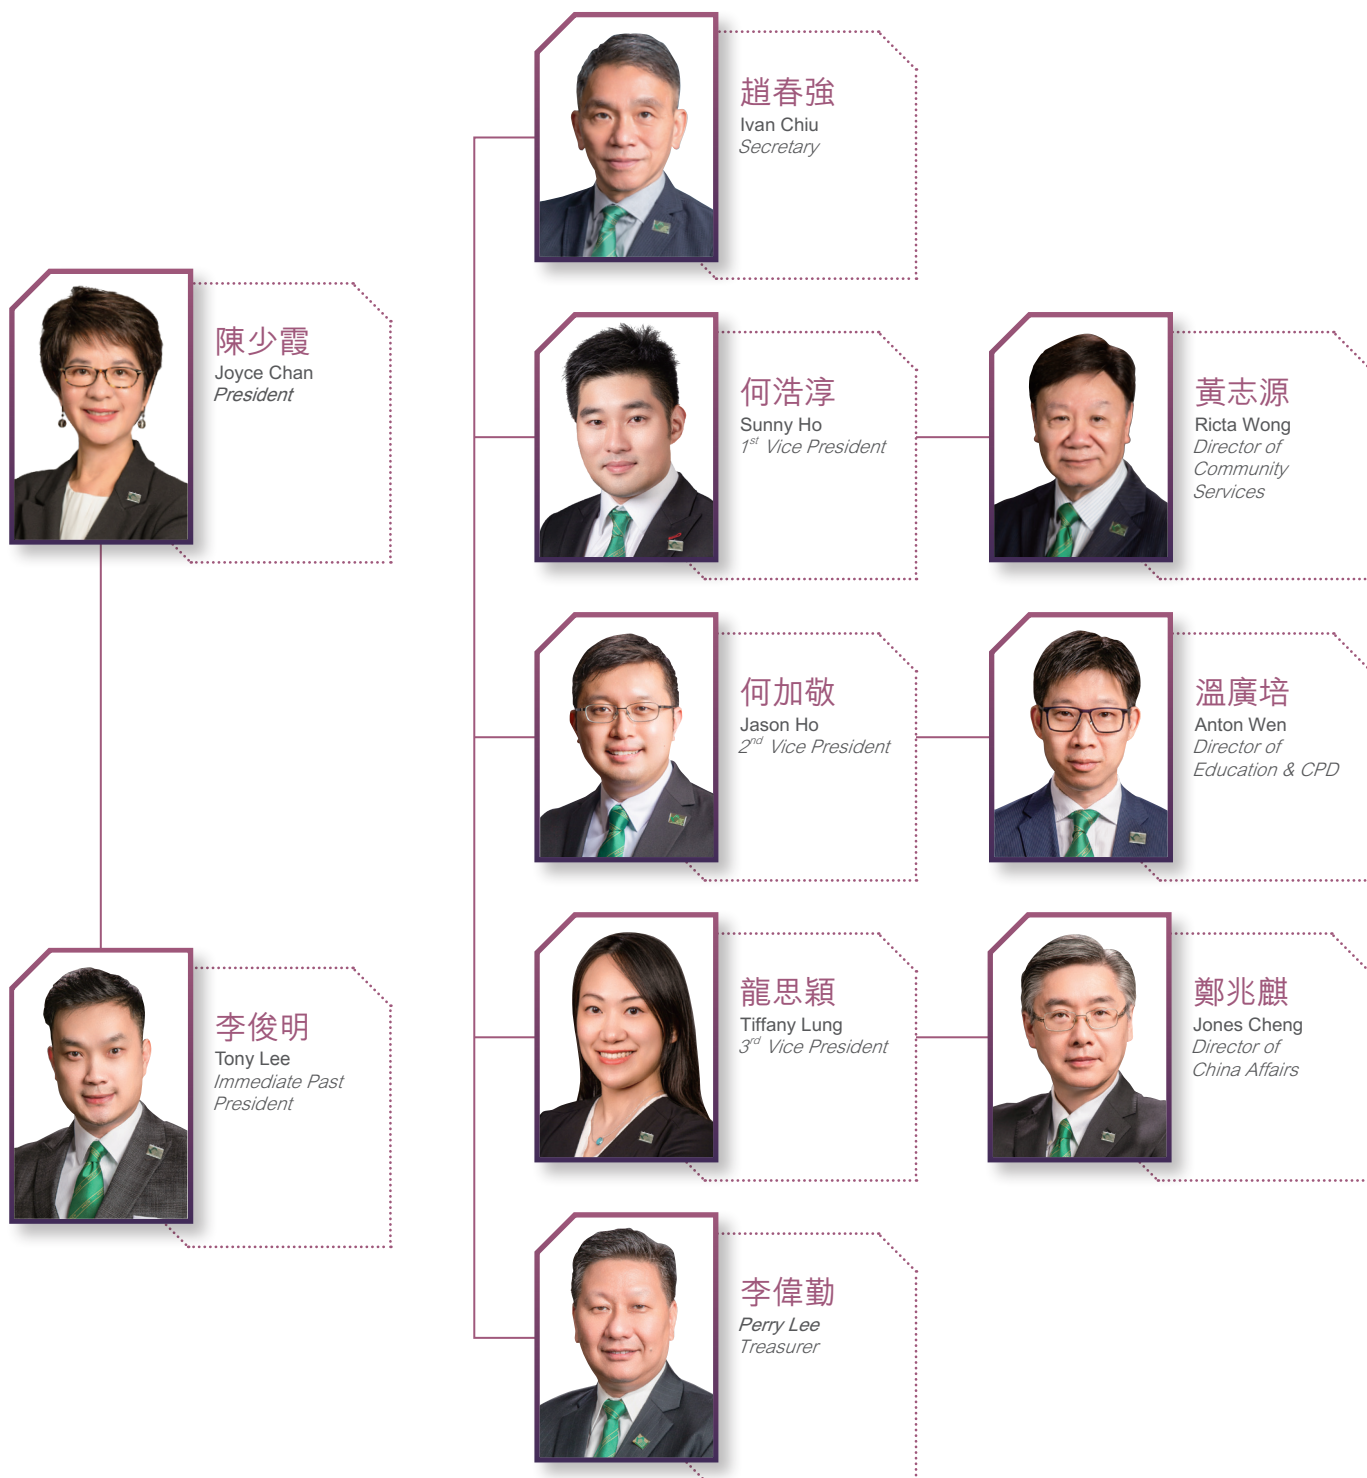 趙春強
Ivan Chiu
Secretary
陳少霞
Joyce Chan
President
何浩淳
Sunny Ho
1st Vice President
黃志源
Ricta Wong
Director of
Community
Services
何加敬
Jason Ho
2nd Vice President
溫廣培
Anton Wen
Director of
Education & CPD
李俊明
Tony Lee
Immediate Past
President
龍思穎
Tiffany Lung
3rd Vice President
鄭兆麒
Jones Cheng
Director of
China Affairs
李偉勤
Perry Lee
Treasurer